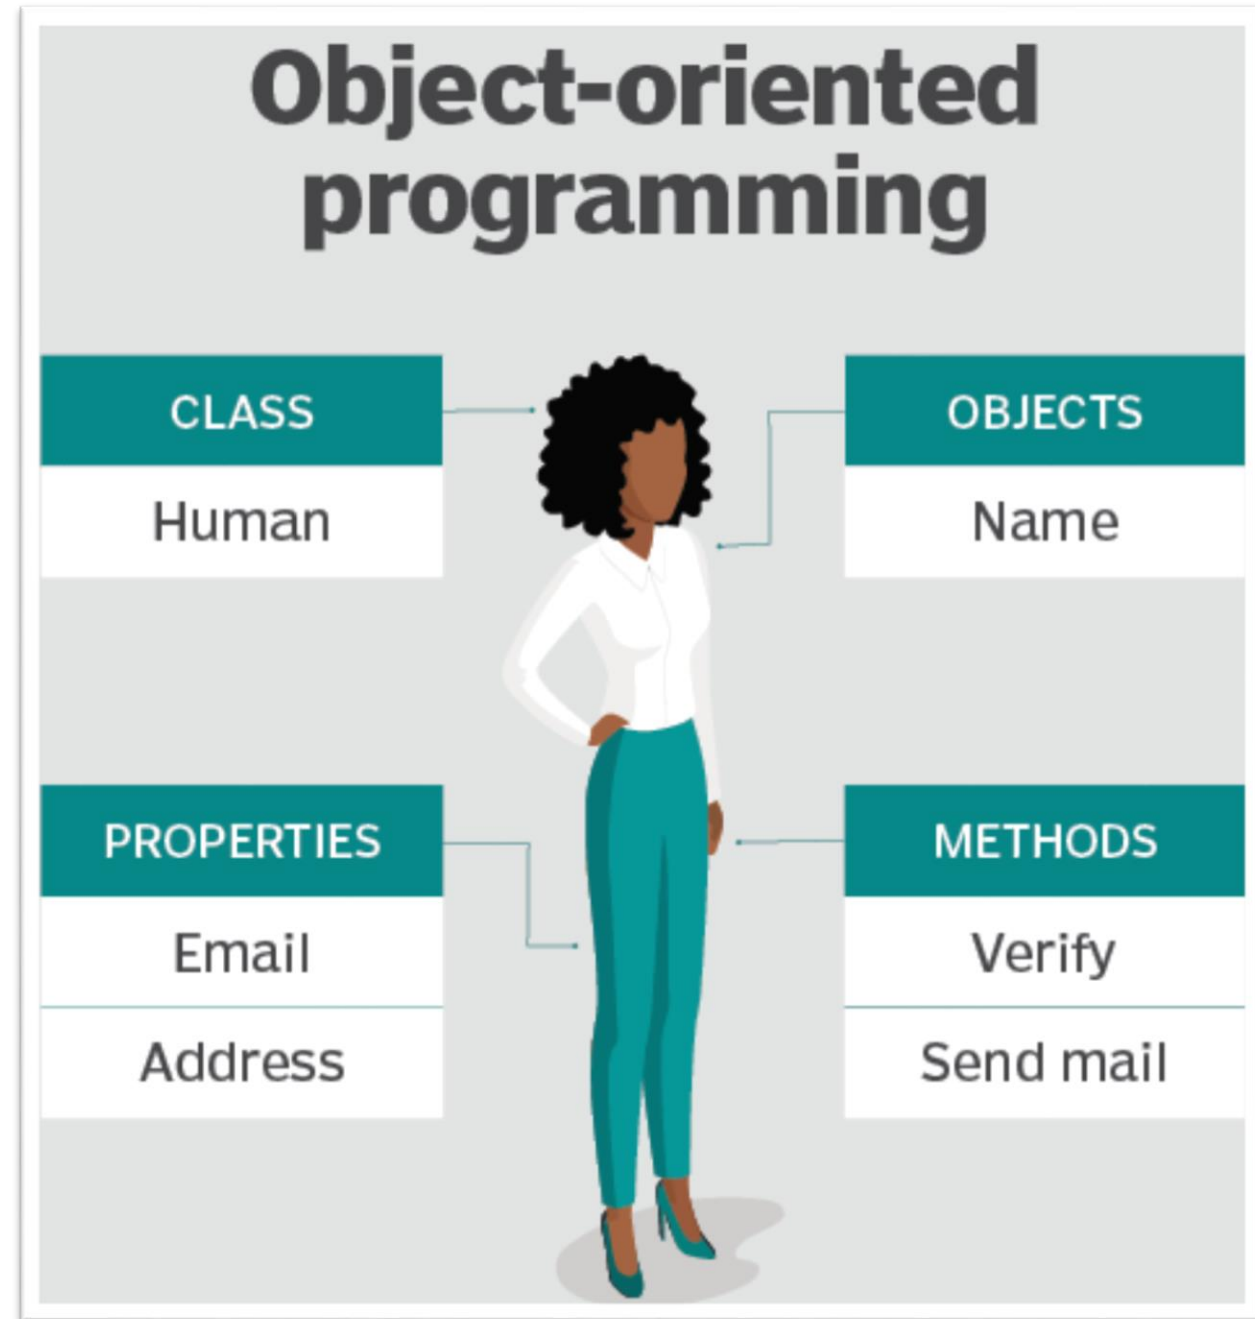 Object-oriented
programming
CLASS
Human
OBJECTS
Name
PROPERTIES
Email
Address
METHODS
Verify
Send mail